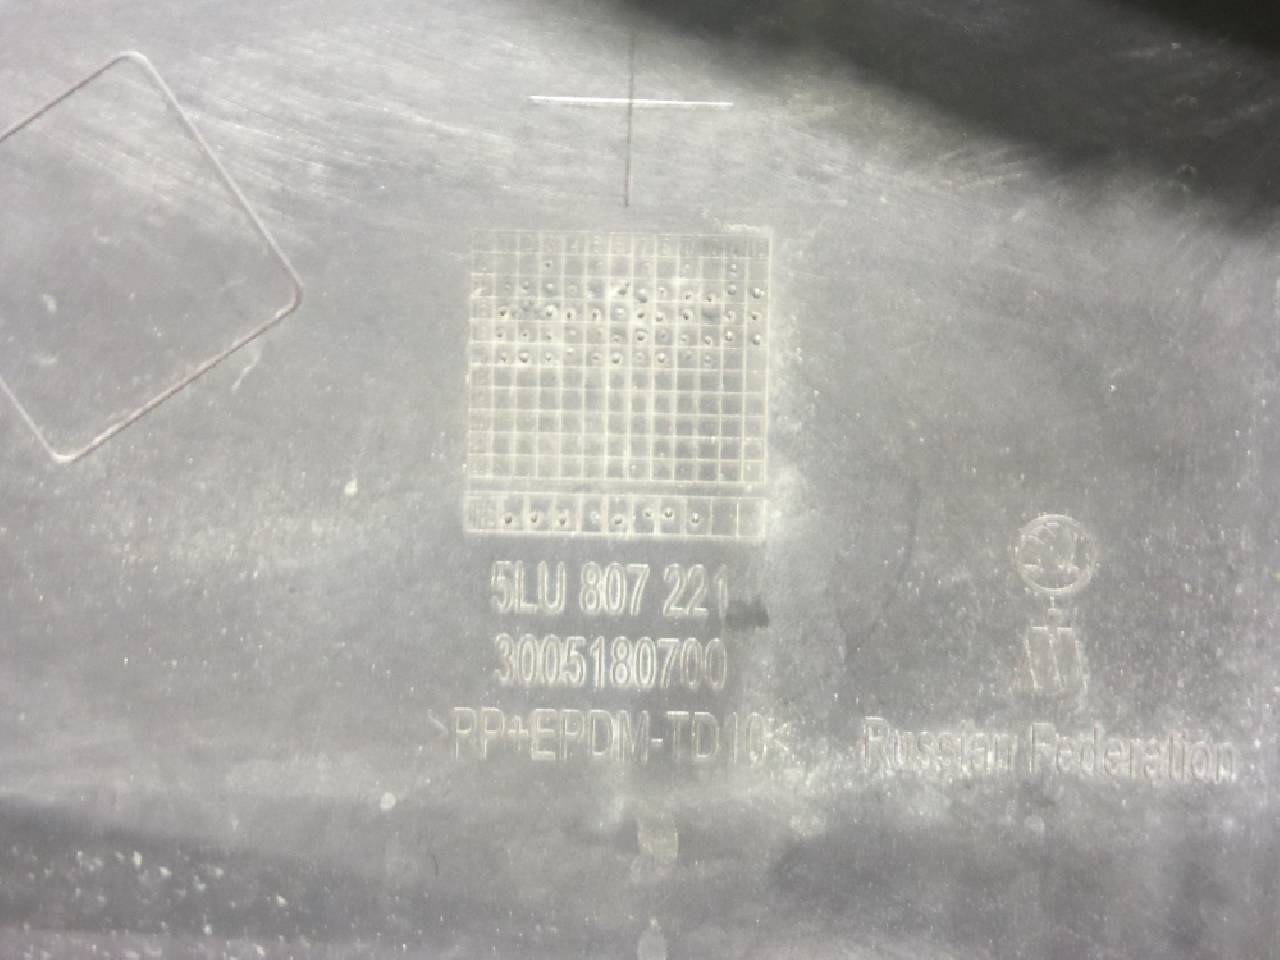 5LU 807 221
3005180700
>PP+EPDM-TD10<
Russian Federation